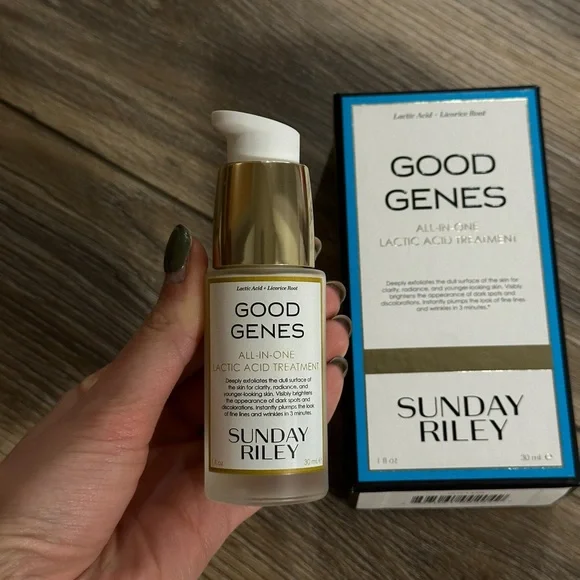 Lactic Acid + Licorice Root
GOOD
GENES
ALL-IN-ONE
LACTIC ACID TREATMENT
Deeply exfoliates the dull surface of
the skin for clarity, radiance, and
younger-looking skin. Visibly brightens
the appearance of dark spots and
discolorations. Instantly plumps the look
of fine lines and wrinkles in 3 minutes.
SUNDAY
RILEY
1 fl oz 30 ml ℮
Lactic Acid + Licorice Root
GOOD
GENES
ALL-IN-ONE
LACTIC ACID TREATMENT
Deeply exfoliates the dull surface of the skin for
clarity, radiance, and younger-looking skin. Visibly
brightens the appearance of dark spots and
discolorations. Instantly plumps the look of fine lines
and wrinkles in 3 minutes.*
SUNDAY
RILEY
1 fl oz 30 ml ℮